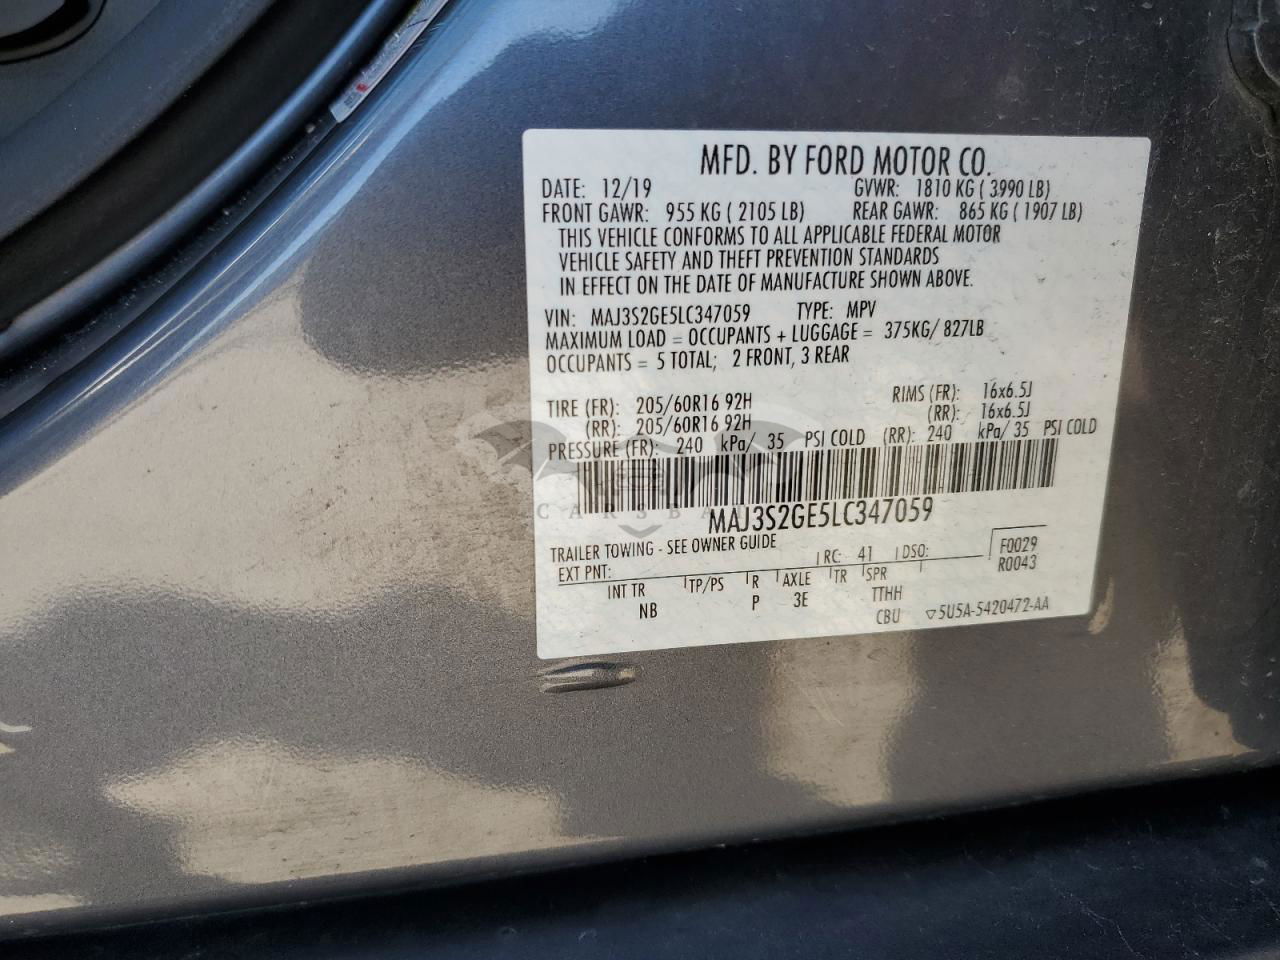 MFD. BY FORD MOTOR CO.
DATE: 12/19 GVWR: 1810 KG ( 3990 LB)
FRONT GAWR: 955 KG ( 2105 LB) REAR GAWR: 865 KG ( 1907 LB)
THIS VEHICLE CONFORMS TO ALL APPLICABLE FEDERAL MOTOR
VEHICLE SAFETY AND THEFT PREVENTION STANDARDS
IN EFFECT ON THE DATE OF MANUFACTURE SHOWN ABOVE.
VIN: MAJ3S2GE5LC347059 TYPE: MPV
MAXIMUM LOAD = OCCUPANTS + LUGGAGE = 375KG/ 827LB
OCCUPANTS = 5 TOTAL; 2 FRONT, 3 REAR
TIRE (FR): 205/60R16 92H RIMS (FR): 16x6.5J
(RR): 205/60R16 92H (RR): 16x6.5J
PRESSURE (FR): 240 kPa/ 35 PSI COLD (RR): 240 kPa/ 35 PSI COLD
MAJ3S2GE5LC347059
TRAILER TOWING - SEE OWNER GUIDE
EXT PNT: RC: 41 DSO: F0029
R0043
INT TR TP/PS R AXLE TR SPR
NB P 3E TTHH
CBU ▽5U5A-5420472-AA